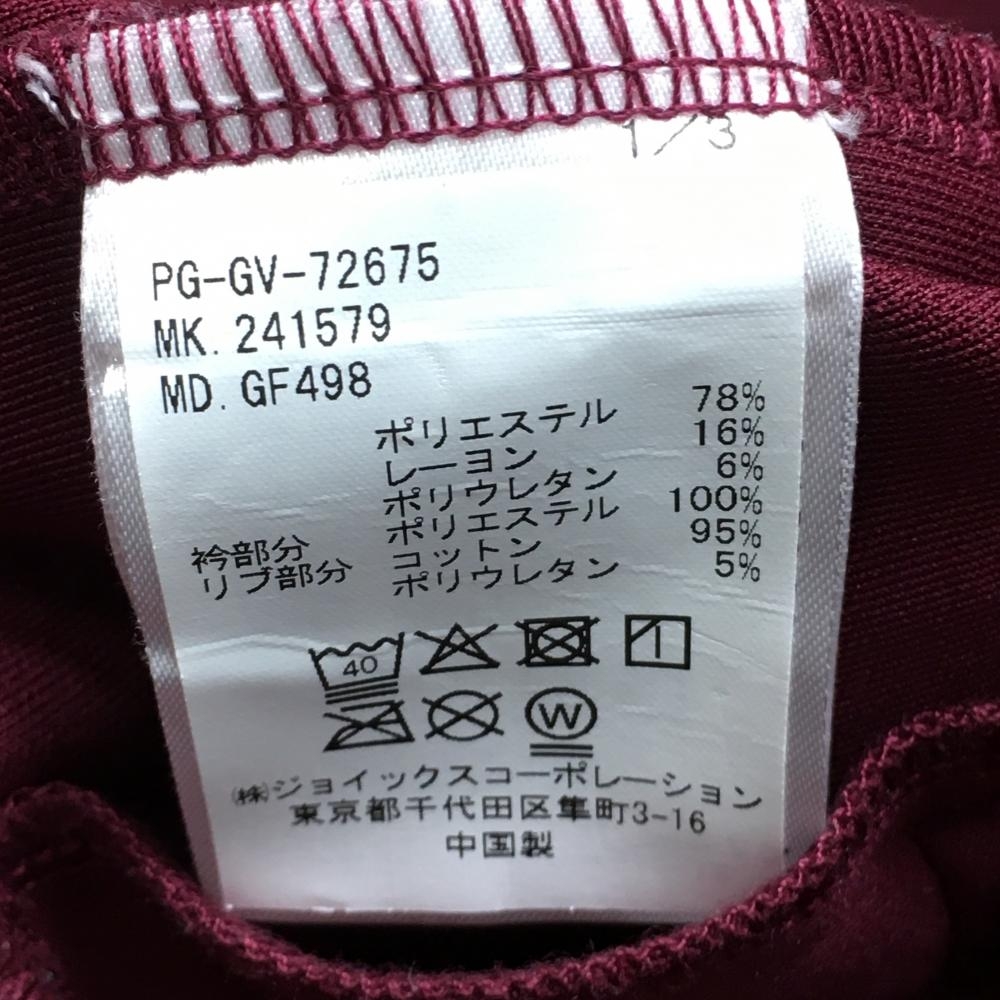 1/3
PG-GV-72675
MK. 241579
MD. GF498
ポリエステル 78%
レーヨン 16%
ポリウレタン 6%
衿部分 ポリエステル 100%
リブ部分 コットン 95%
ポリウレタン 5%
40
W
㈱ジョイックスコーポレーション
東京都千代田区隼町3-16
中国製